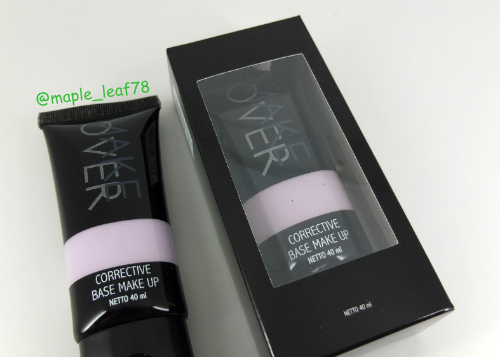 @maple_leaf78
MAKE
OVER
CORRECTIVE
BASE MAKE UP
NETTO 40 ml
MAKE
OVER
CORRECTIVE
BASE MAKE UP
NETTO 40 ml
NETTO 40 ml